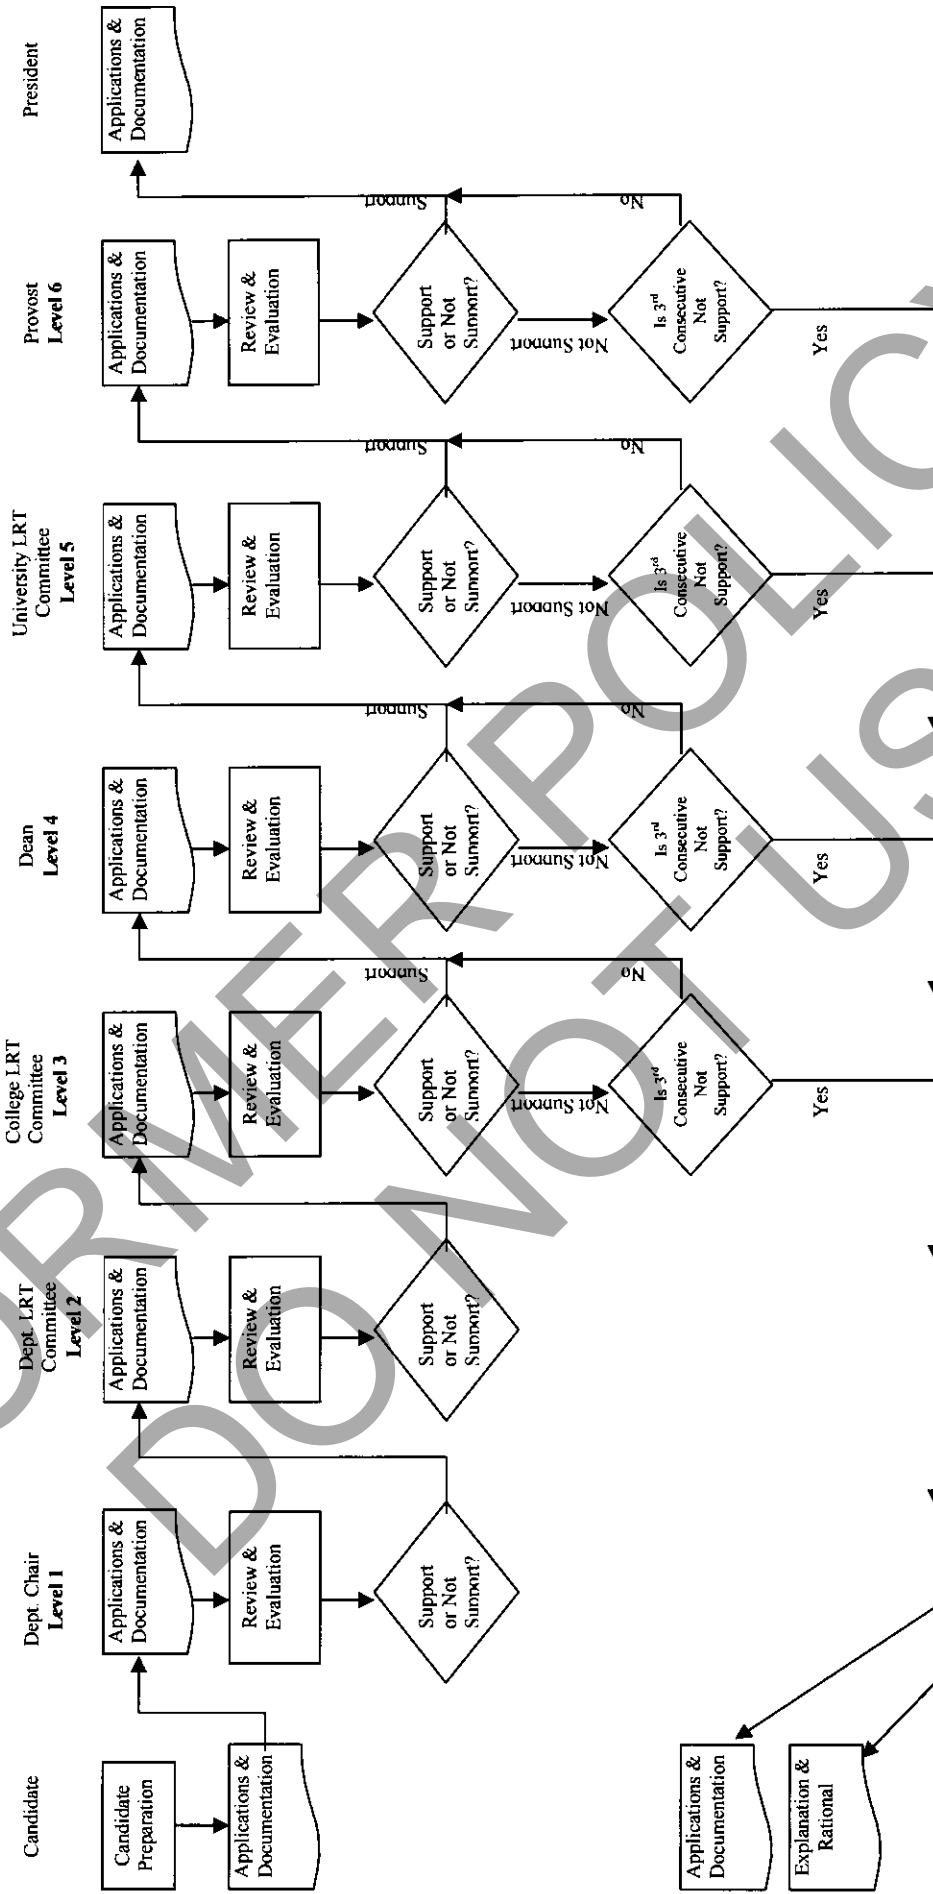 Candidate
Candidate
Preparation
Applications &
Documentation
Applications &
Documentation
Explanation &
Rational
Dept. Chair
Level 1
Applications &
Documentation
Review &
Evaluation
Support
or Not
Support?
Dept. LRT
Committee
Level 2
Applications &
Documentation
Review &
Evaluation
Support
or Not
Support?
College LRT
Committee
Level 3
Applications &
Documentation
Review &
Evaluation
Support
or Not
Support?
Support
Not Support
Is 3rd
Consecutive
Not
Support?
No
Yes
Dean
Level 4
Applications &
Documentation
Review &
Evaluation
Support
or Not
Support?
Support
Not Support
Is 3rd
Consecutive
Not
Support?
No
Yes
University LRT
Committee
Level 5
Applications &
Documentation
Review &
Evaluation
Support
or Not
Support?
Support
Not Support
Is 3rd
Consecutive
Not
Support?
No
Yes
Provost
Level 6
Applications &
Documentation
Review &
Evaluation
Support
or Not
Support?
Support
Not Support
Is 3rd
Consecutive
Not
Support?
No
Yes
President
Applications &
Documentation
ORMER POLIC
DO NOT US